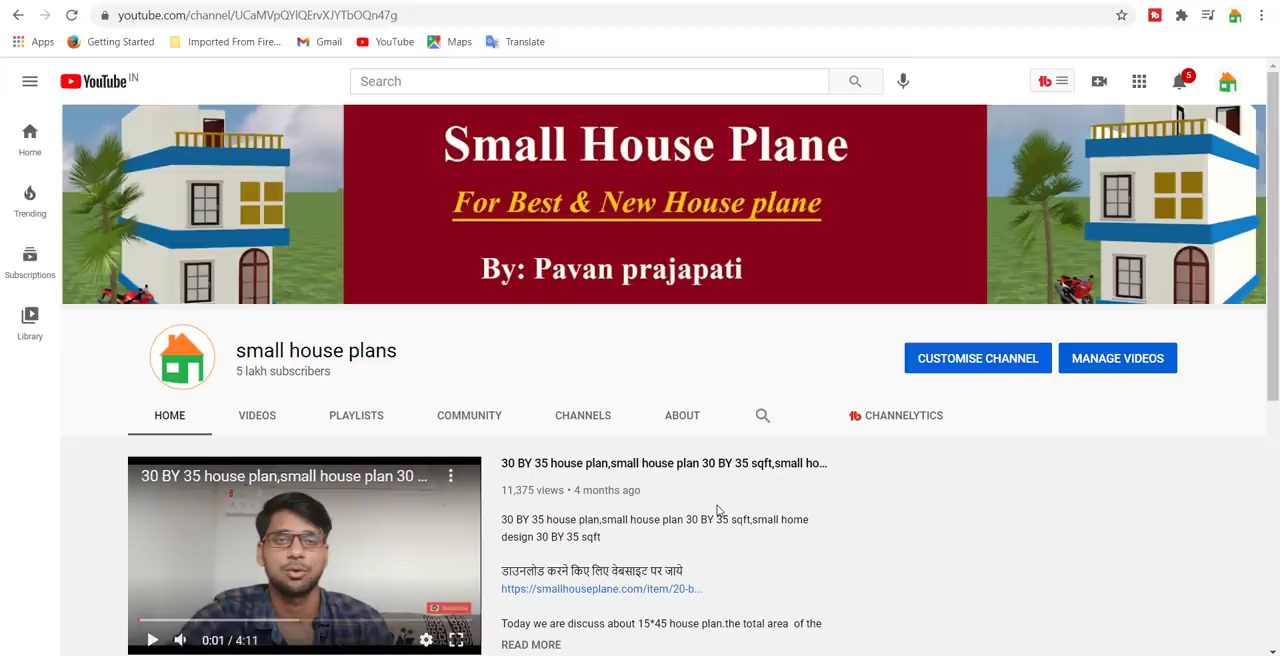 youtube.com/channel/UCaMVpQYlQErvXJYTbOQn47g
Apps Getting Started Imported From Fire... Gmail YouTube Maps Translate
YouTube IN
Search
tb
5
Home
Trending
Subscriptions
Library
Small House Plane
For Best & New House plane
By: Pavan prajapati
small house plans
5 lakh subscribers
CUSTOMISE CHANNEL
MANAGE VIDEOS
HOME VIDEOS PLAYLISTS COMMUNITY CHANNELS ABOUT tb CHANNELYTICS
30 BY 35 house plan,small house plan 30 ...
0:01 / 4:11
30 BY 35 house plan,small house plan 30 BY 35 sqft,small ho...
11,375 views • 4 months ago
30 BY 35 house plan,small house plan 30 BY 35 sqft,small home
design 30 BY 35 sqft
डाउनलोड करने किए लिए वेबसाइट पर जाये
https://smallhouseplane.com/item/20-b...
Today we are discuss about 15*45 house plan.the total area of the
READ MORE